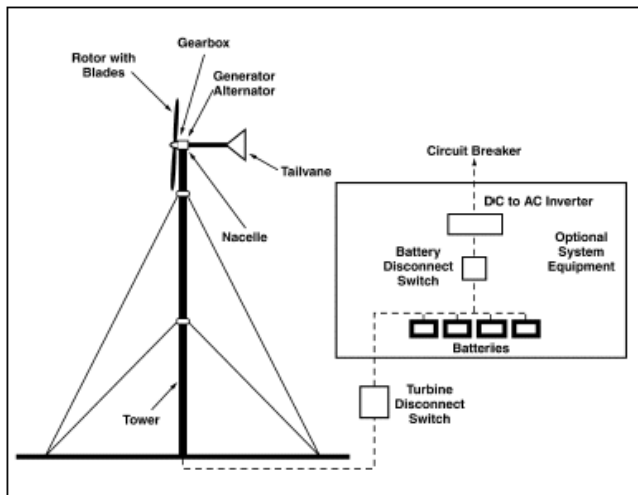 Gearbox
Rotor with
Blades
Generator
Alternator
Tailvane
Nacelle
Tower
Circuit Breaker
DC to AC Inverter
Battery
Disconnect
Switch
Optional
System
Equipment
Batteries
Turbine
Disconnect
Switch